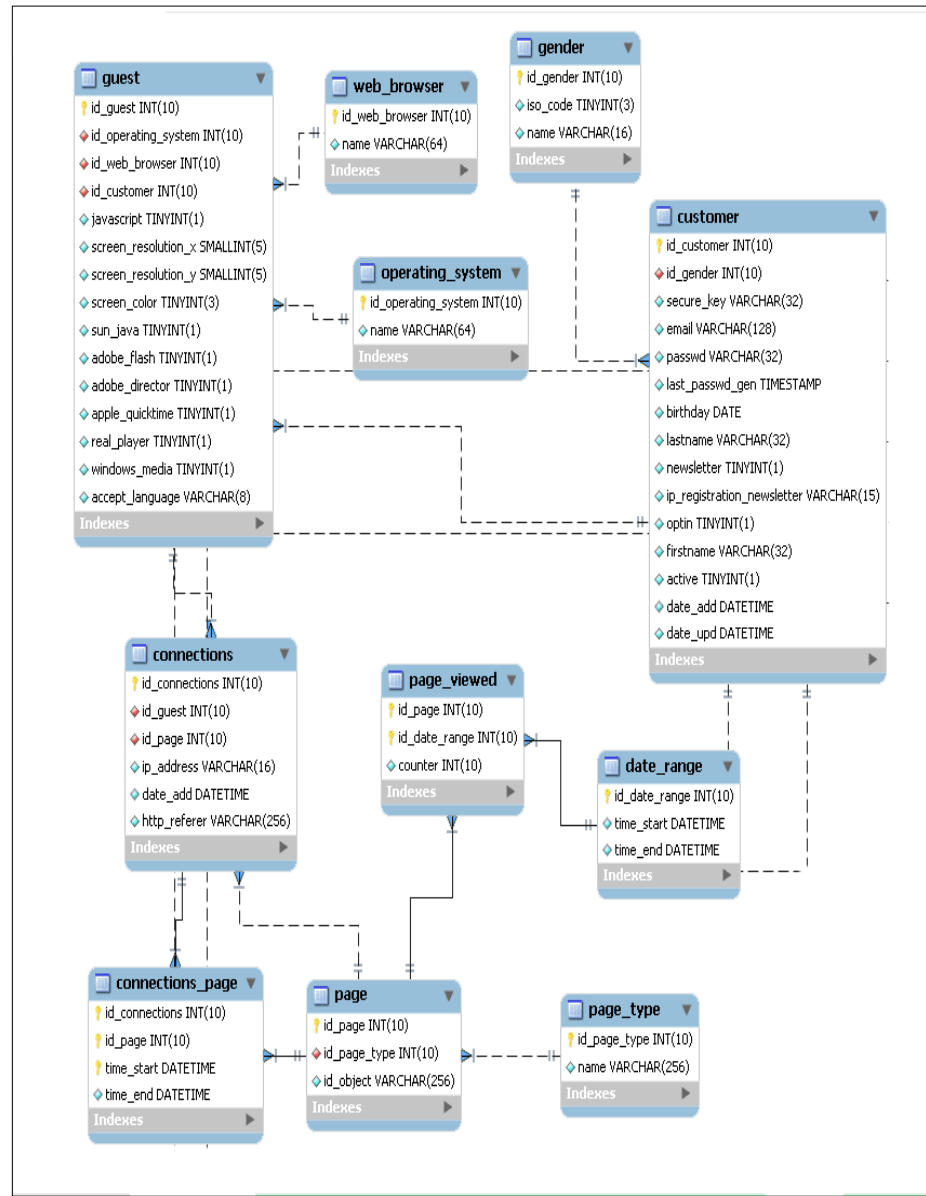 guest
id_guest INT(10)
id_operating_system INT(10)
id_web_browser INT(10)
id_customer INT(10)
javascript TINYINT(1)
screen_resolution_x SMALLINT(5)
screen_resolution_y SMALLINT(5)
screen_color TINYINT(3)
sun_java TINYINT(1)
adobe_flash TINYINT(1)
adobe_director TINYINT(1)
apple_quicktime TINYINT(1)
real_player TINYINT(1)
windows_media TINYINT(1)
accept_language VARCHAR(8)
Indexes
web_browser
id_web_browser INT(10)
name VARCHAR(64)
Indexes
gender
id_gender INT(10)
iso_code TINYINT(3)
name VARCHAR(16)
Indexes
operating_system
id_operating_system INT(10)
name VARCHAR(64)
Indexes
customer
id_customer INT(10)
id_gender INT(10)
secure_key VARCHAR(32)
email VARCHAR(128)
passwd VARCHAR(32)
last_passwd_gen TIMESTAMP
birthday DATE
lastname VARCHAR(32)
newsletter TINYINT(1)
ip_registration_newsletter VARCHAR(15)
optin TINYINT(1)
firstname VARCHAR(32)
active TINYINT(1)
date_add DATETIME
date_upd DATETIME
Indexes
connections
id_connections INT(10)
id_guest INT(10)
id_page INT(10)
ip_address VARCHAR(16)
date_add DATETIME
http_referer VARCHAR(256)
Indexes
page_viewed
id_page INT(10)
id_date_range INT(10)
counter INT(10)
Indexes
date_range
id_date_range INT(10)
time_start DATETIME
time_end DATETIME
Indexes
connections_page
id_connections INT(10)
id_page INT(10)
time_start DATETIME
time_end DATETIME
Indexes
page
id_page INT(10)
id_page_type INT(10)
id_object VARCHAR(256)
Indexes
page_type
id_page_type INT(10)
name VARCHAR(256)
Indexes